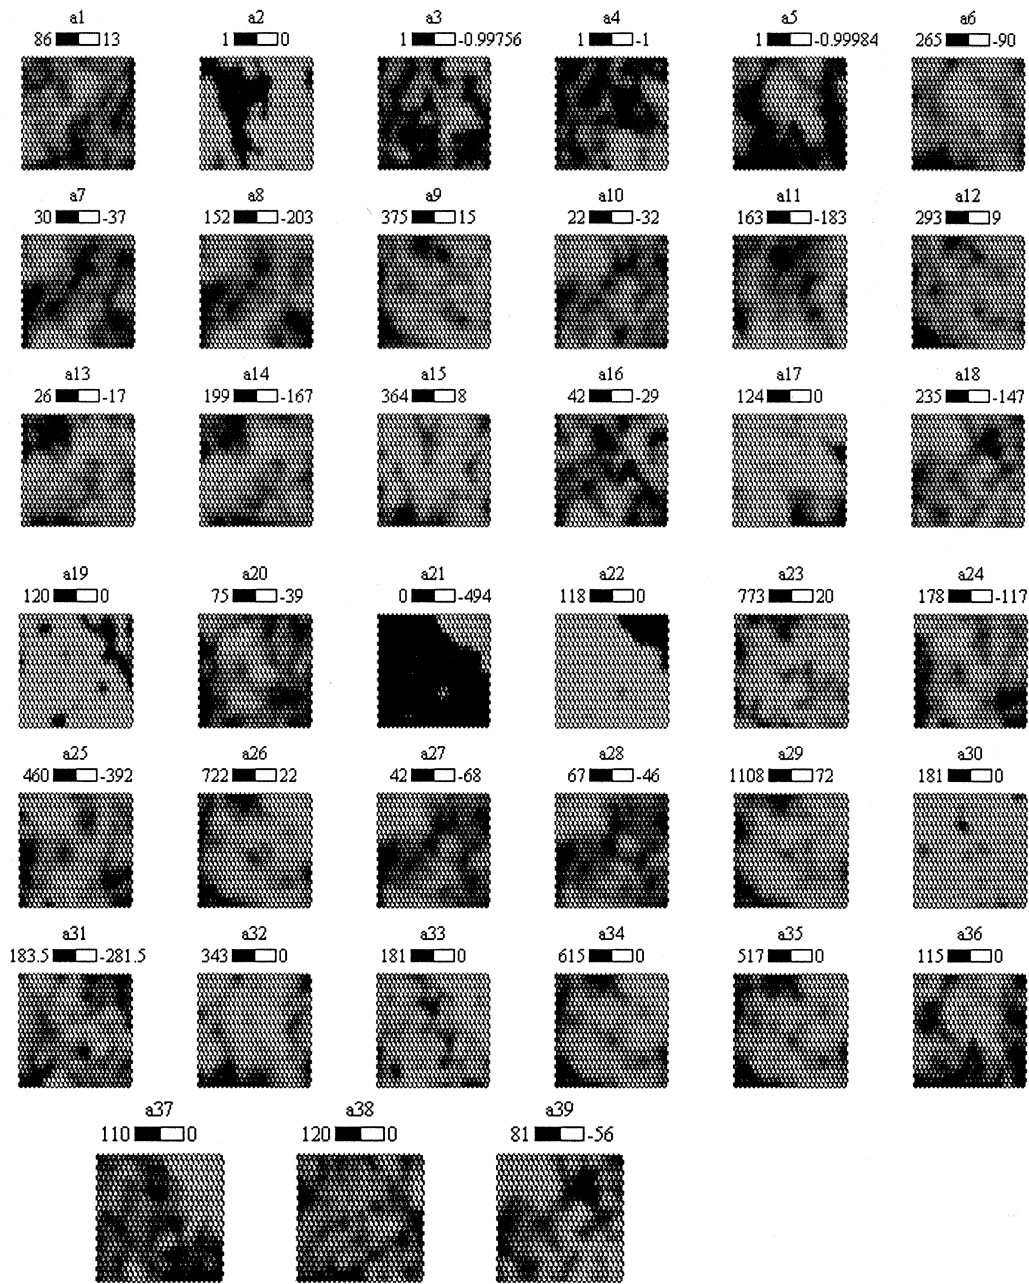 a1 a2 a3 a4 a5 a6
86 13 1 0 1 -0.99756 1 -1 1 -0.99984 265 -90
a7 a8 a9 a10 a11 a12
30 -37 152 -203 375 15 22 -32 163 -183 293 9
a13 a14 a15 a16 a17 a18
26 -17 199 -167 364 8 42 -29 124 0 235 -147
a19 a20 a21 a22 a23 a24
120 0 75 -39 0 -494 118 0 773 20 178 -117
a25 a26 a27 a28 a29 a30
460 -392 722 22 42 -68 67 -46 1108 72 181 0
a31 a32 a33 a34 a35 a36
183.5 -281.5 343 0 181 0 615 0 517 0 115 0
a37 a38 a39
110 0 120 0 81 -56